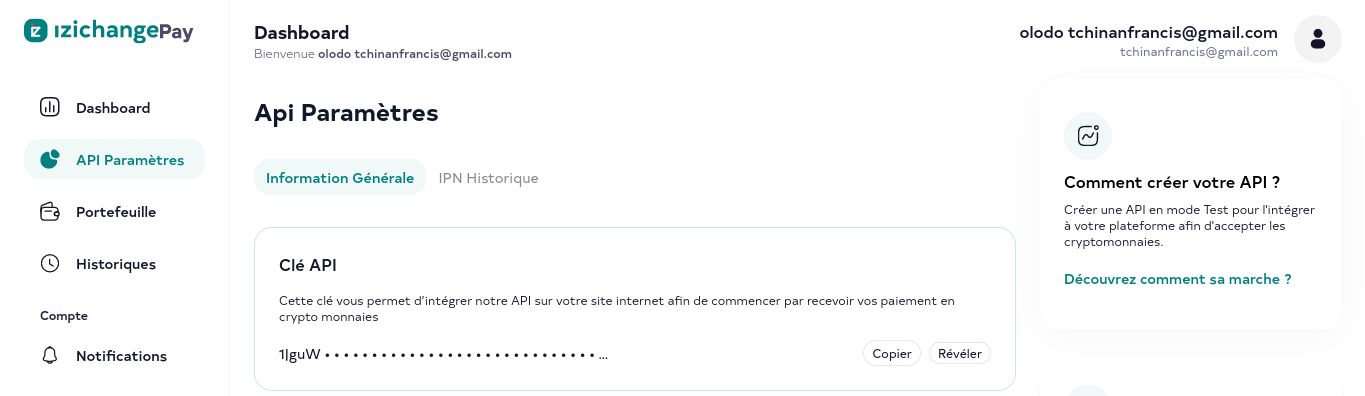 ızıchangePay
Dashboard
API Paramètres
Portefeuille
Historiques
Compte
Notifications
Dashboard
Bienvenue olodo tchinanfrancis@gmail.com
olodo tchinanfrancis@gmail.com
tchinanfrancis@gmail.com
Api Paramètres
Information Générale
IPN Historique
Clé API
Cette clé vous permet d’intégrer notre API sur votre site internet afin de commencer par recevoir vos paiement en
crypto monnaies
1|guW • • • • • • • • • • • • • • • • • • • • • • • • • • • • • ...
Copier
Révéler
Comment créer votre API ?
Créer une API en mode Test pour l'intégrer
à votre plateforme afin d'accepter les
cryptomonnaies.
Découvrez comment sa marche ?